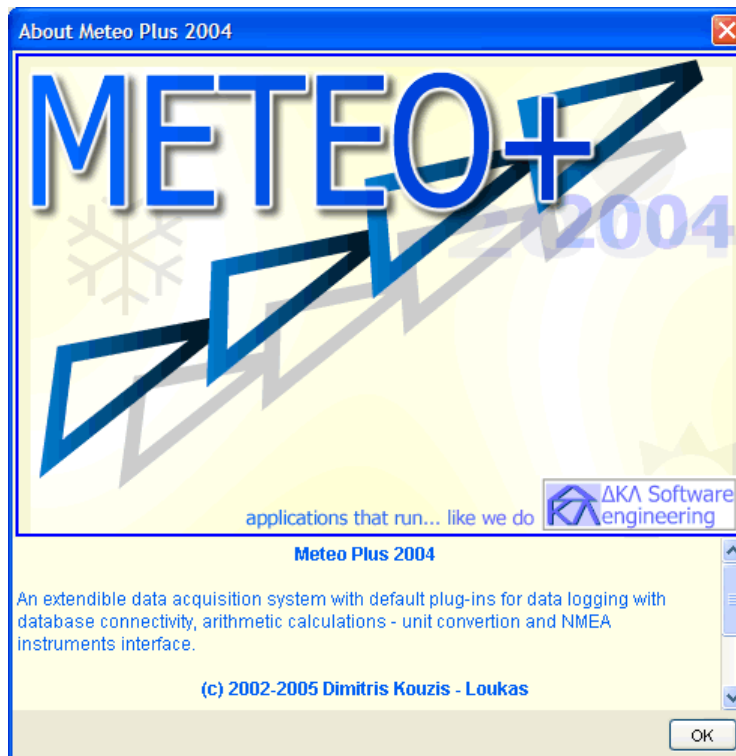 About Meteo Plus 2004
METEO+
2004
applications that run... like we do
ΔΚΛ Software
engineering
Meteo Plus 2004
An extendible data acquisition system with default plug-ins for data logging with
database connectivity, arithmetic calculations - unit convertion and NMEA
instruments interface.
(c) 2002-2005 Dimitris Kouzis - Loukas
OK